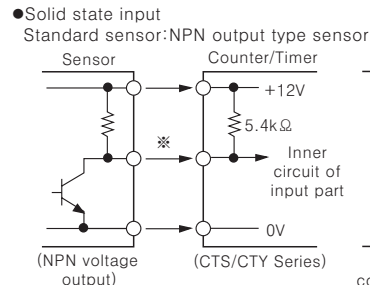 ●Solid state input
Standard sensor:NPN output type sensor
Sensor
Counter/Timer
+12V
5.4kΩ
※
Inner
circuit of
input part
0V
(NPN voltage
output)
(CTS/CTY Series)
co